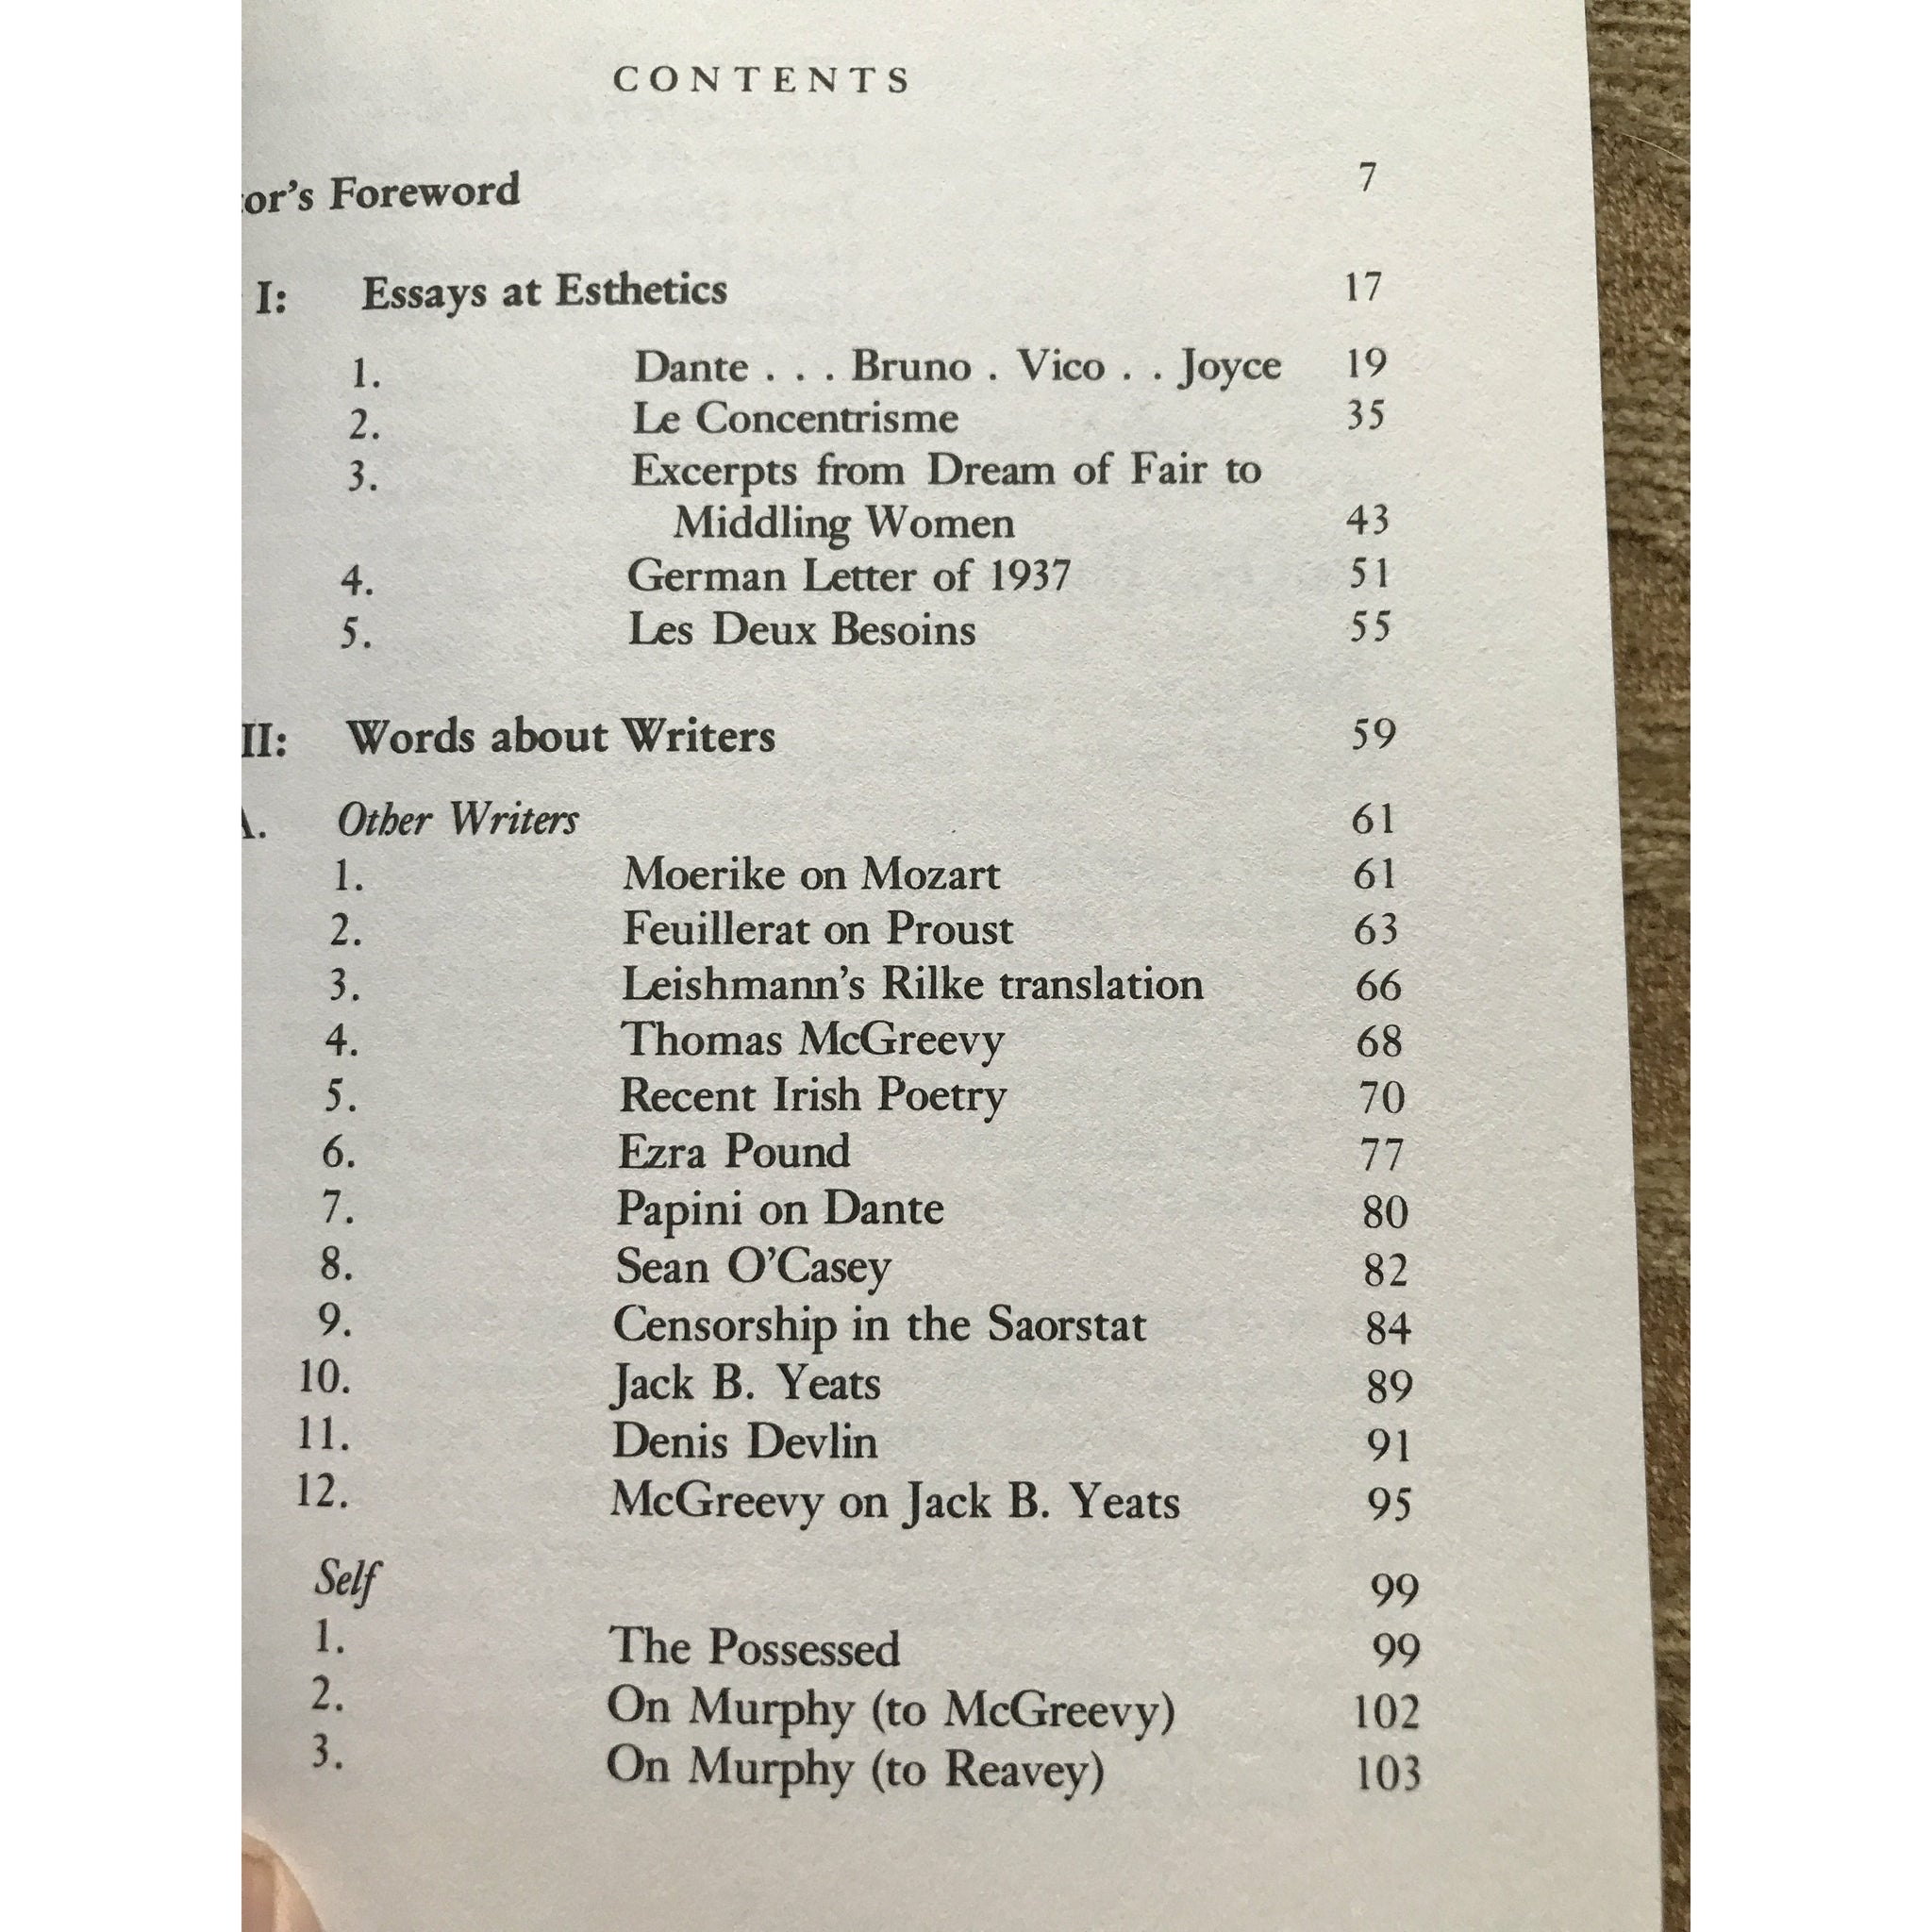 CONTENTS
tor's Foreword 7
I: Essays at Esthetics 17
1. Dante . . . Bruno . Vico . . Joyce 19
2. Le Concentrisme 35
3. Excerpts from Dream of Fair to
Middling Women 43
4. German Letter of 1937 51
5. Les Deux Besoins 55
II: Words about Writers 59
A. Other Writers 61
1. Moerike on Mozart 61
2. Feuillerat on Proust 63
3. Leishmann's Rilke translation 66
4. Thomas McGreevy 68
5. Recent Irish Poetry 70
6. Ezra Pound 77
7. Papini on Dante 80
8. Sean O'Casey 82
9. Censorship in the Saorstat 84
10. Jack B. Yeats 89
11. Denis Devlin 91
12. McGreevy on Jack B. Yeats 95
Self 99
1. The Possessed 99
2. On Murphy (to McGreevy) 102
3. On Murphy (to Reavey) 103